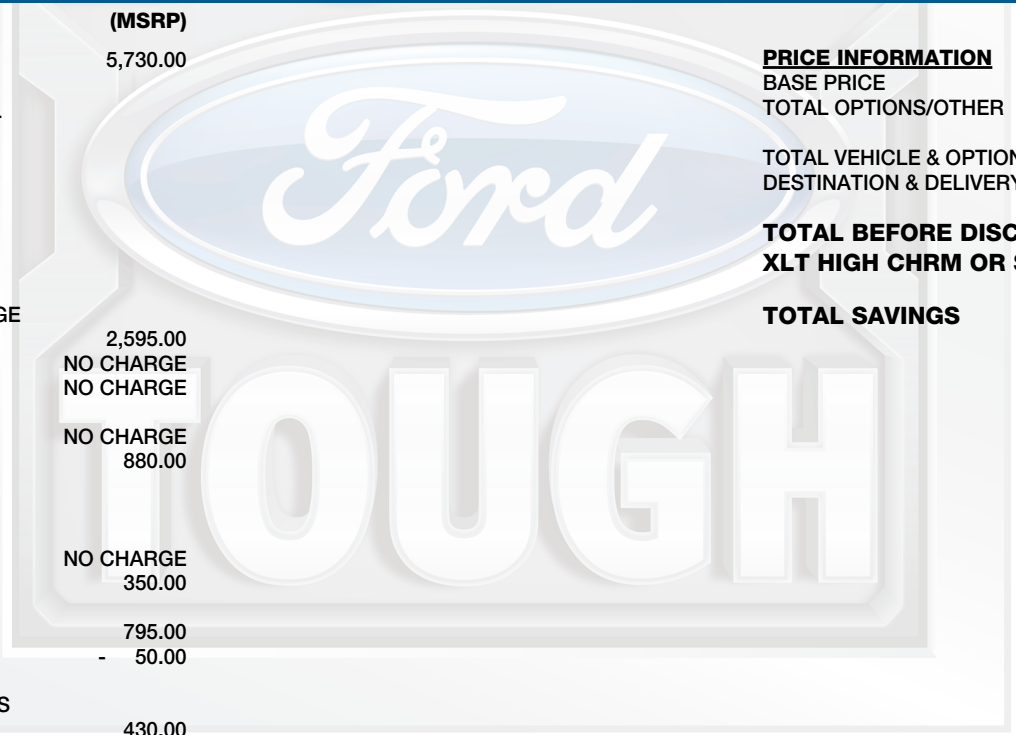 (MSRP)
5,730.00
GE
2,595.00
NO CHARGE
NO CHARGE
NO CHARGE
880.00
NO CHARGE
350.00
795.00
- 50.00
S
430.00
PRICE INFORMATION
BASE PRICE
TOTAL OPTIONS/OTHER
TOTAL VEHICLE & OPTION
DESTINATION & DELIVERY
TOTAL BEFORE DISC
XLT HIGH CHRM OR S
TOTAL SAVINGS
Ford
TOUGH